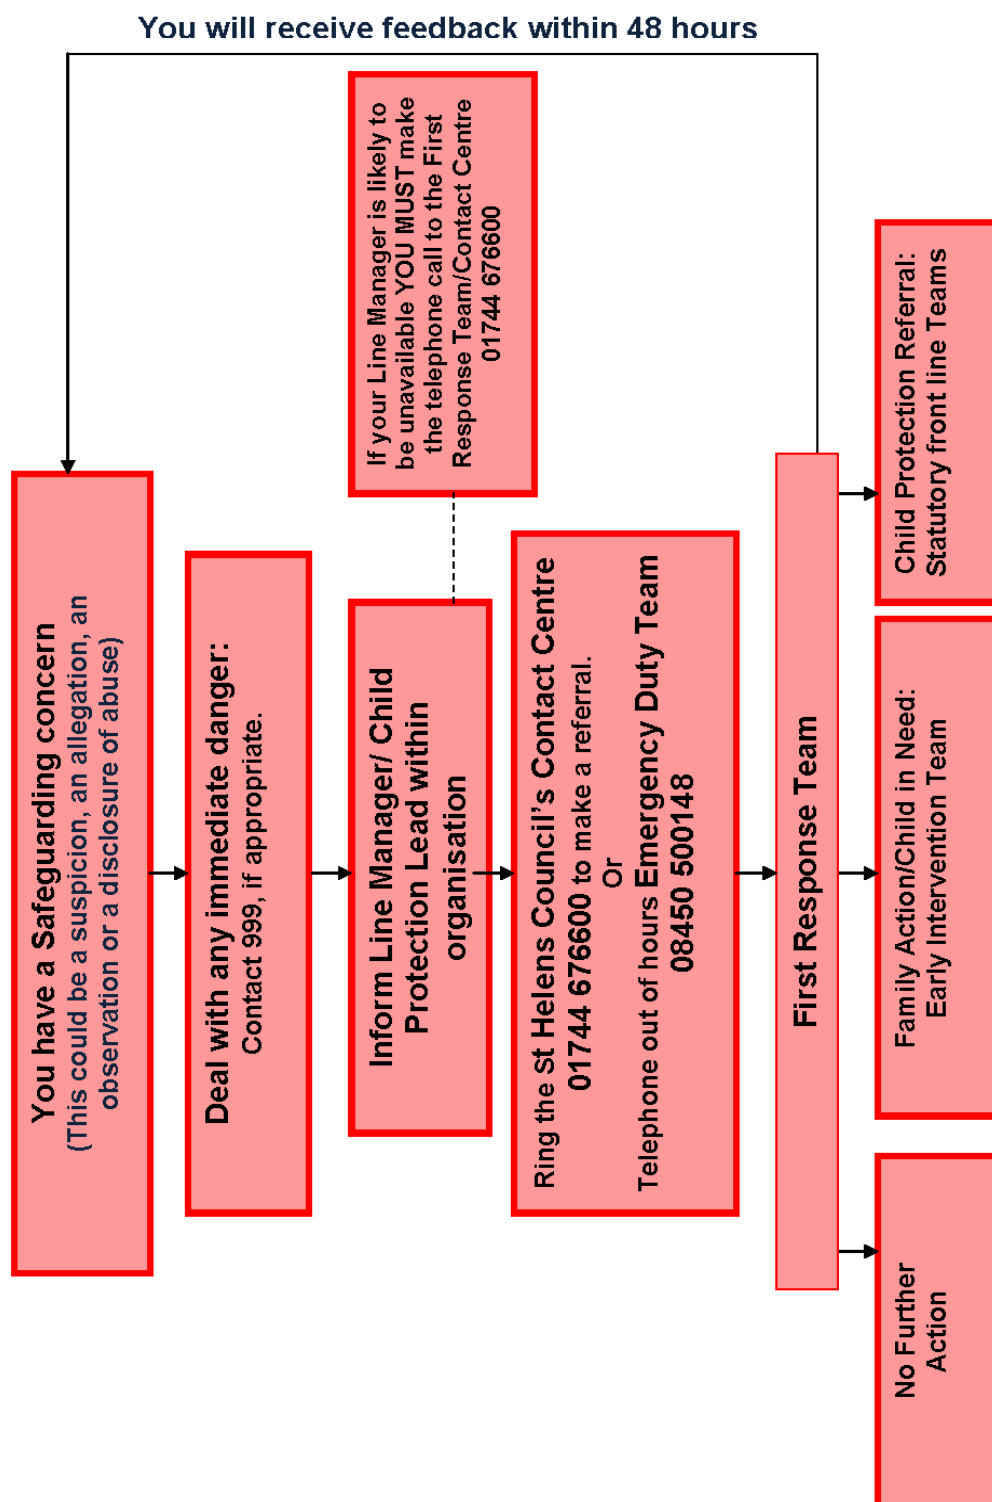 You will receive feedback within 48 hours
You have a Safeguarding concern
(This could be a suspicion, an allegation, an
observation or a disclosure of abuse)
Deal with any immediate danger:
Contact 999, if appropriate.
Inform Line Manager/ Child
Protection Lead within
organisation
If your Line Manager is likely to
be unavailable YOU MUST make
the telephone call to the First
Response Team/Contact Centre
01744 676600
Ring the St Helens Council's Contact Centre
01744 676600 to make a referral.
Or
Telephone out of hours Emergency Duty Team
08450 500148
First Response Team
No Further
Action
Family Action/Child in Need:
Early Intervention Team
Child Protection Referral:
Statutory front line Teams